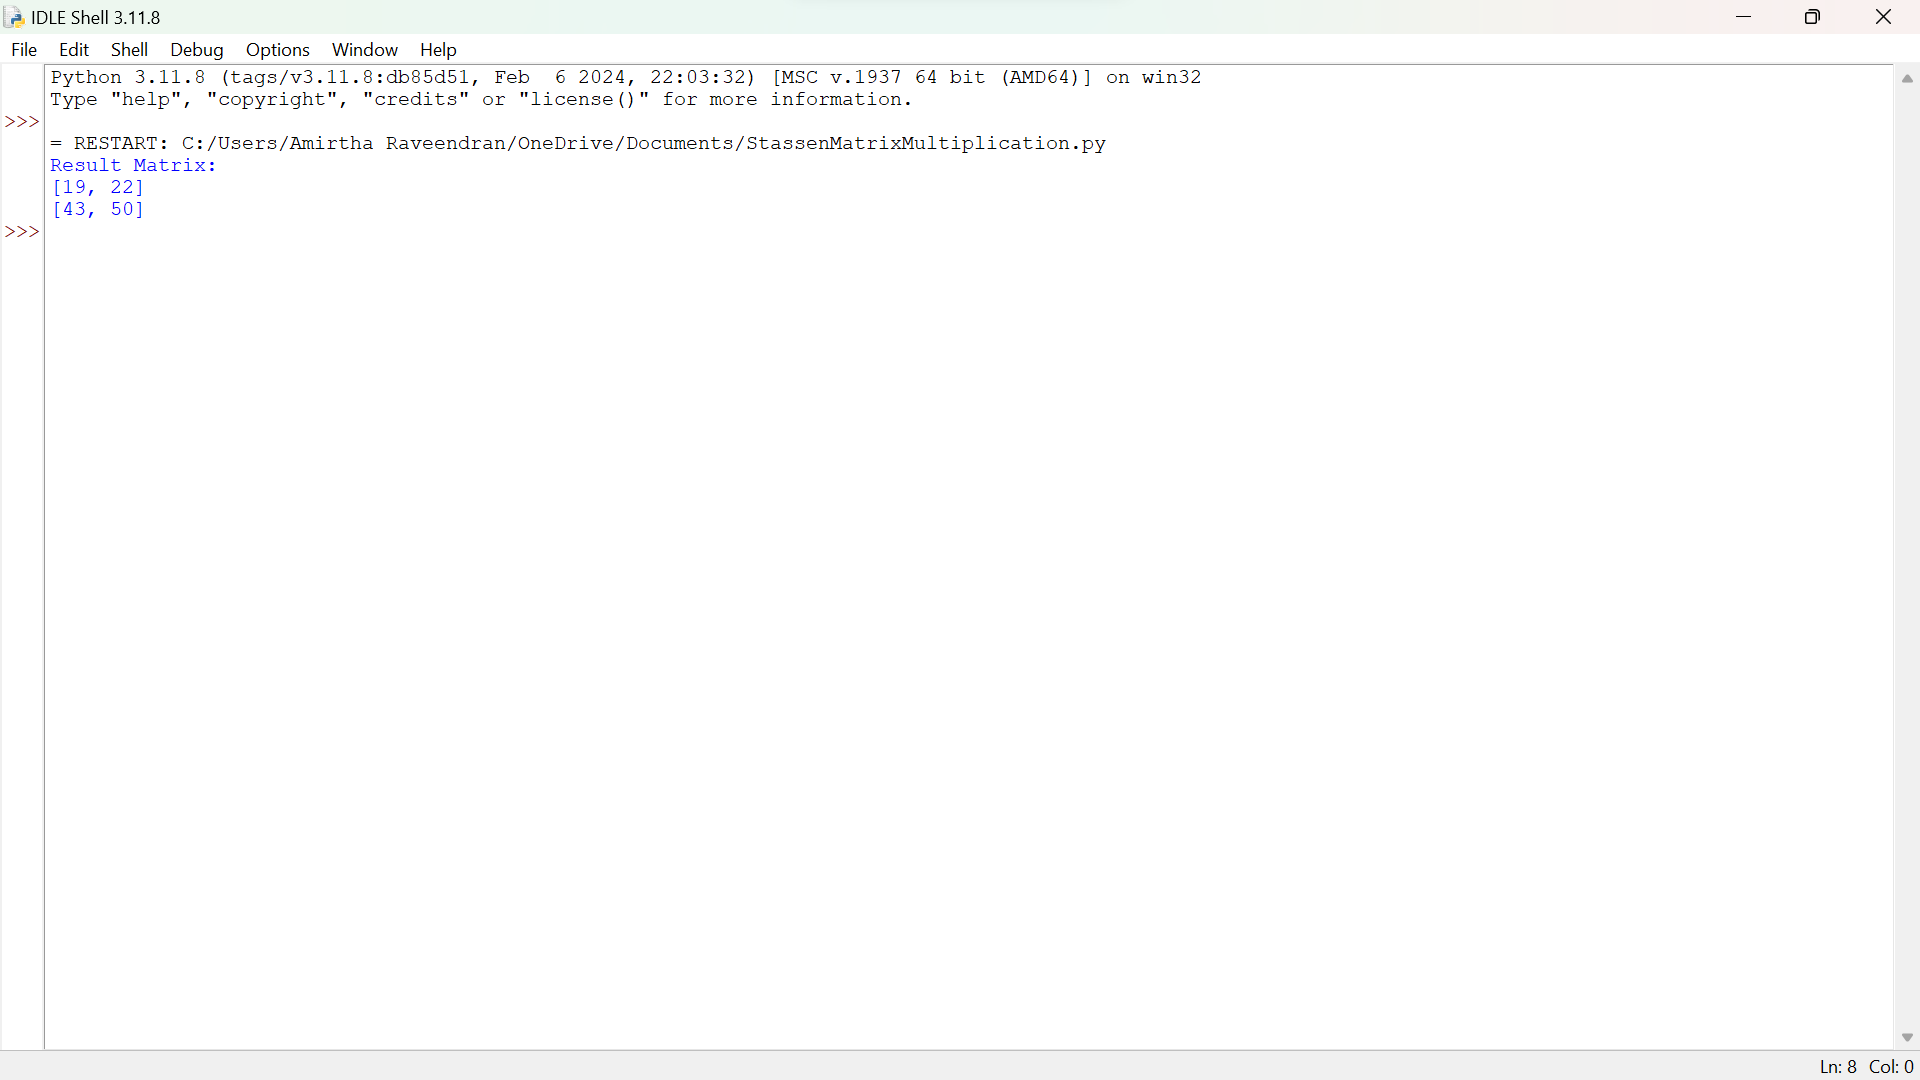 IDLE Shell 3.11.8
File Edit Shell Debug Options Window Help
Python 3.11.8 (tags/v3.11.8:db85d51, Feb  6 2024, 22:03:32) [MSC v.1937 64 bit (AMD64)] on win32
Type "help", "copyright", "credits" or "license()" for more information.
>>>
= RESTART: C:/Users/Amirtha Raveendran/OneDrive/Documents/StassenMatrixMultiplication.py
Result Matrix:
[19, 22]
[43, 50]
>>>
Ln: 8 Col: 0